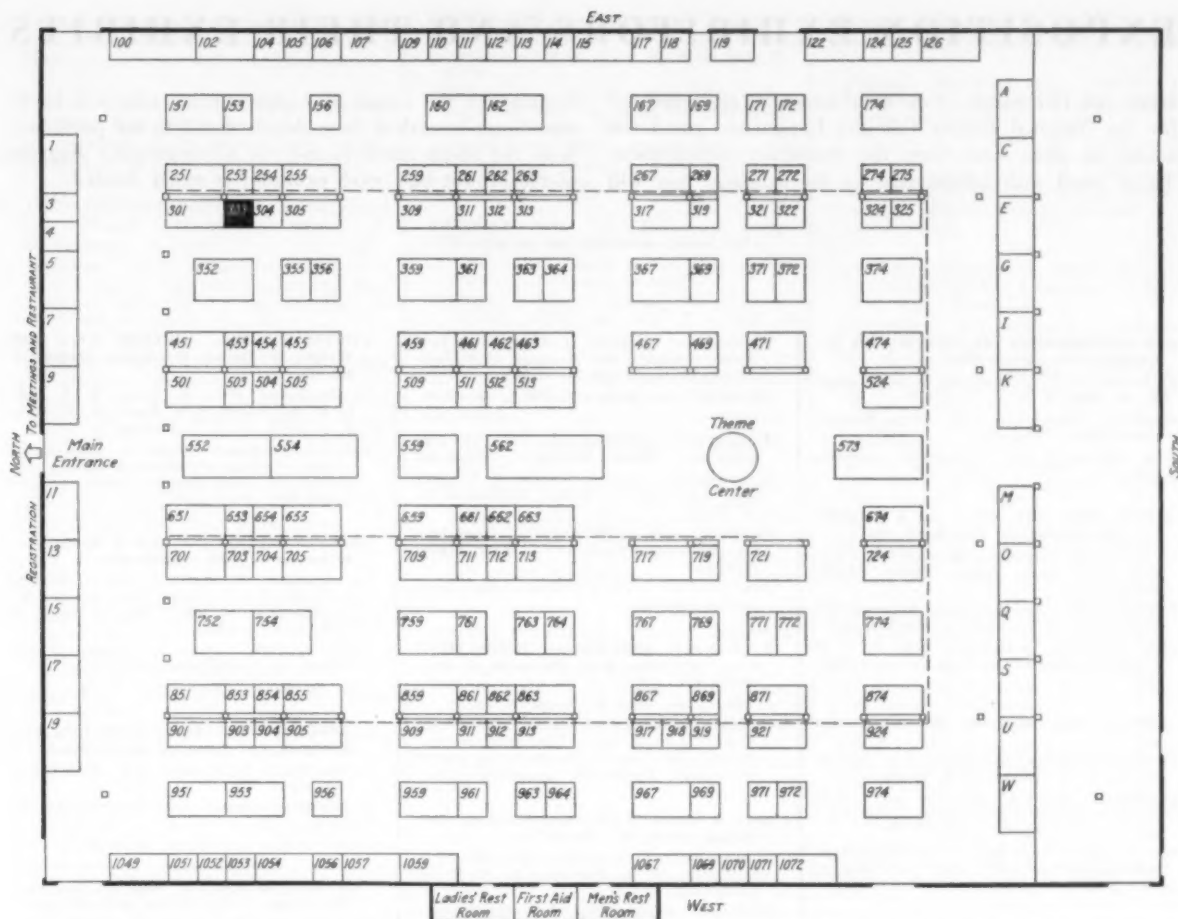 EAST
100 102 104 105 106 107 109 110 111 112 113 114 115 117 118 119 122 124 125 126
151 153 156 160 162 167 169 171 172 174 A
1 C
251 253 254 255 259 261 262 263 267 269 271 272 274 275
3 301 304 305 309 311 312 313 317 319 321 322 324 325 E
4
5 352 355 356 359 361 363 364 367 369 371 372 374 G
7 451 453 454 455 459 461 462 463 467 469 471 474 I
9 501 503 504 505 509 511 512 513 524 K
TO MEETINGS AND RESTAURANT
NORTH
Main
Entrance
552 554 559 562 573
Theme
Center
SOUTH
REGISTRATION
11 651 653 654 655 659 661 662 663 674 M
13 701 703 704 705 709 711 712 713 717 719 721 724 O
15 752 754 759 761 763 764 767 769 771 772 774 Q
17 S
851 853 854 855 859 861 862 863 867 869 871 874
19 901 903 904 905 909 911 912 913 917 918 919 921 924 U
951 953 956 959 961 963 964 967 969 971 972 974 W
1049 1051 1052 1053 1054 1056 1057 1059 1067 1069 1070 1071 1072
Ladies' Rest Room
First Aid Room
Men's Rest Room
WEST